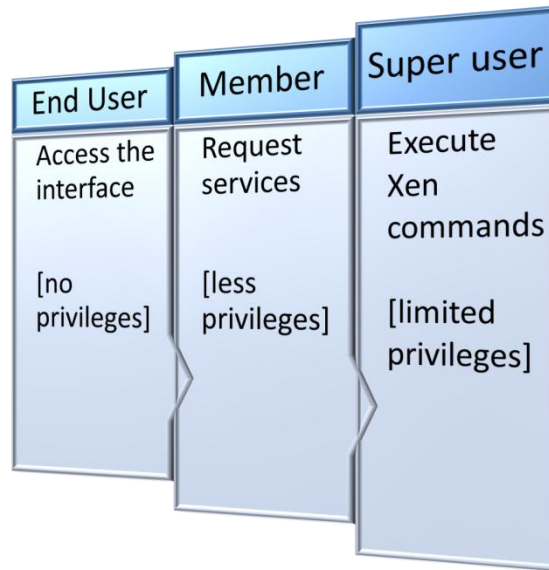 End User
Access the
interface
[no
privileges]
Member
Request
services
[less
privileges]
Super user
Execute
Xen
commands
[limited
privileges]